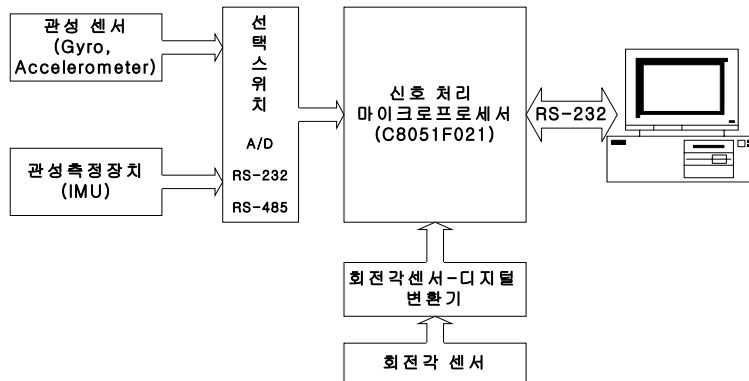 관성 센서
(Gyro,
Accelerometer)
관성측정장치
(IMU)
선
택
스
위
치
A/D
RS-232
RS-485
신호 처리
마이크로프로세서
(C8051F021)
RS-232
회전각센서-디지털
변환기
회전각 센서